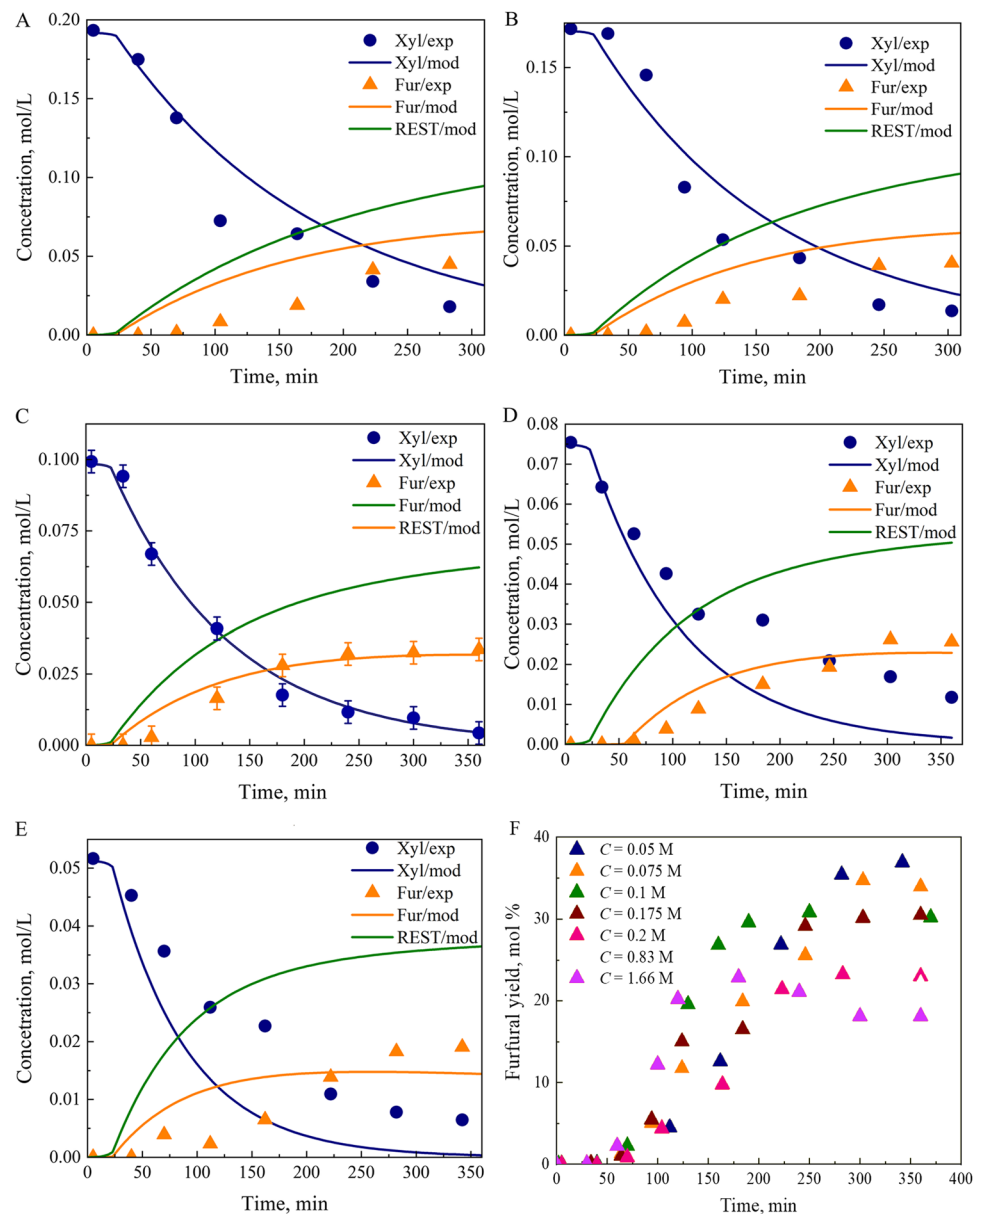 A
0.20
0.15
0.10
0.05
0.00
Concetration, mol/L
Xyl/exp
Xyl/mod
Fur/exp
Fur/mod
REST/mod
0 50 100 150 200 250 300
Time, min
B
0.15
0.10
0.05
0.00
Concentration, mol/L
Xyl/exp
Xyl/mod
Fur/exp
Fur/mod
REST/mod
0 50 100 150 200 250 300
Time, min
C
0.100
0.075
0.050
0.025
0.000
Concentration, mol/L
Xyl/exp
Xyl/mod
Fur/exp
Fur/mod
REST/mod
0 50 100 150 200 250 300 350
Time, min
D
0.08
0.07
0.06
0.05
0.04
0.03
0.02
0.01
0.00
Concetration, mol/L
Xyl/exp
Xyl/mod
Fur/exp
Fur/mod
REST/mod
0 50 100 150 200 250 300 350
Time, min
E
0.05
0.04
0.03
0.02
0.01
0.00
Concetration, mol/L
Xyl/exp
Xyl/mod
Fur/exp
Fur/mod
REST/mod
0 50 100 150 200 250 300 350
Time, min
F
40
30
20
10
0
Furfural yield, mol %
C = 0.05 M
C = 0.075 M
C = 0.1 M
C = 0.175 M
C = 0.2 M
C = 0.83 M
C = 1.66 M
0 50 100 150 200 250 300 350 400
Time, min